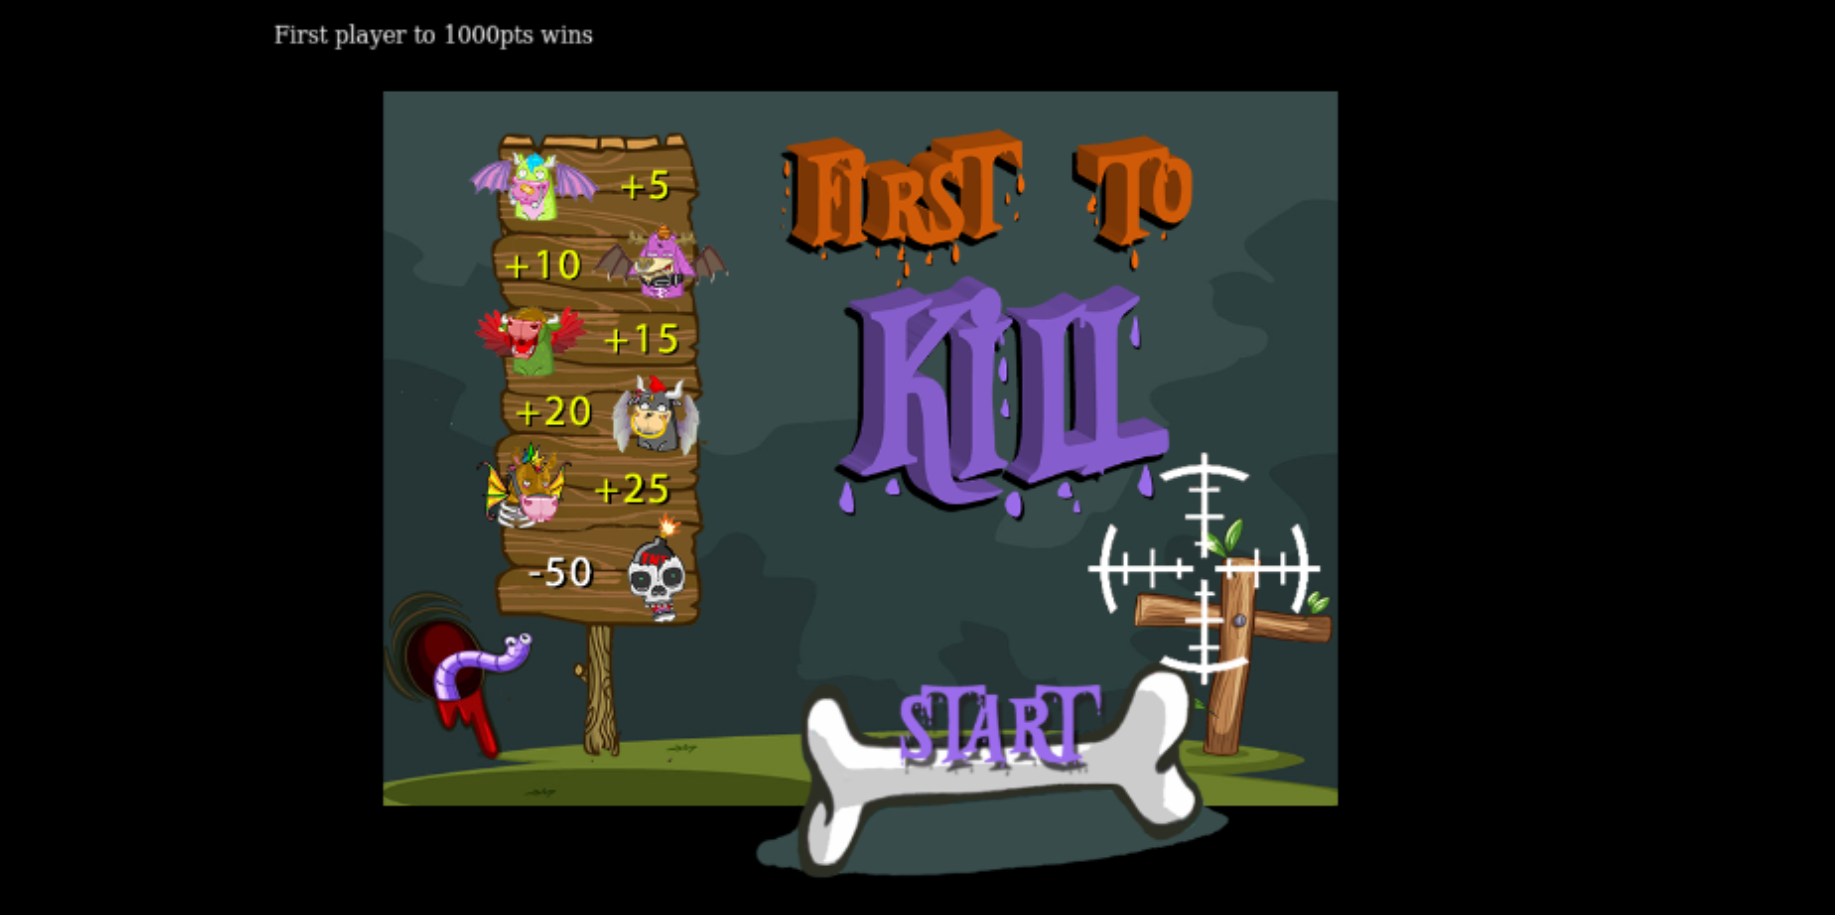 First player to 1000pts wins
+5
+10
+15
+20
+25
-50
FIRST TO
KILL
START